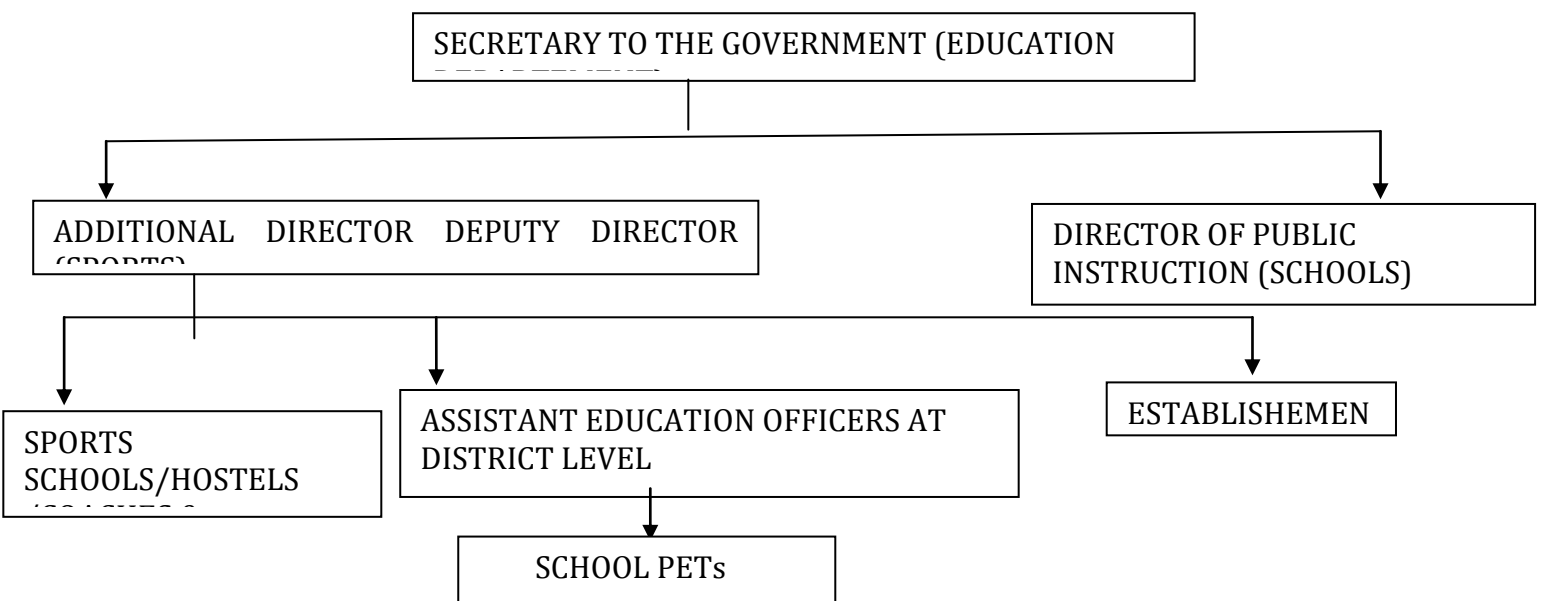 SECRETARY TO THE GOVERNMENT (EDUCATION
ADDITIONAL DIRECTOR DEPUTY DIRECTOR
(SPORTS)
DIRECTOR OF PUBLIC
INSTRUCTION (SCHOOLS)
SPORTS
SCHOOLS/HOSTELS
ASSISTANT EDUCATION OFFICERS AT
DISTRICT LEVEL
ESTABLISHEMEN
SCHOOL PETs